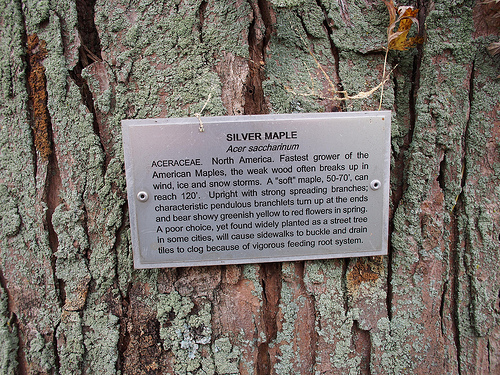 SILVER MAPLE
Acer saccharinum
ACERACEAE. North America. Fastest grower of the
American Maples, the weak wood often breaks up in
wind, ice and snow storms. A "soft" maple, 50-70', can
reach 120'. Upright with strong spreading branches;
characteristic pendulous branchlets turn up at the ends
and bear showy greenish yellow to red flowers in spring.
A poor choice, yet found widely planted as a street tree
in some cities, will cause sidewalks to buckle and drain
tiles to clog because of vigorous feeding root system.